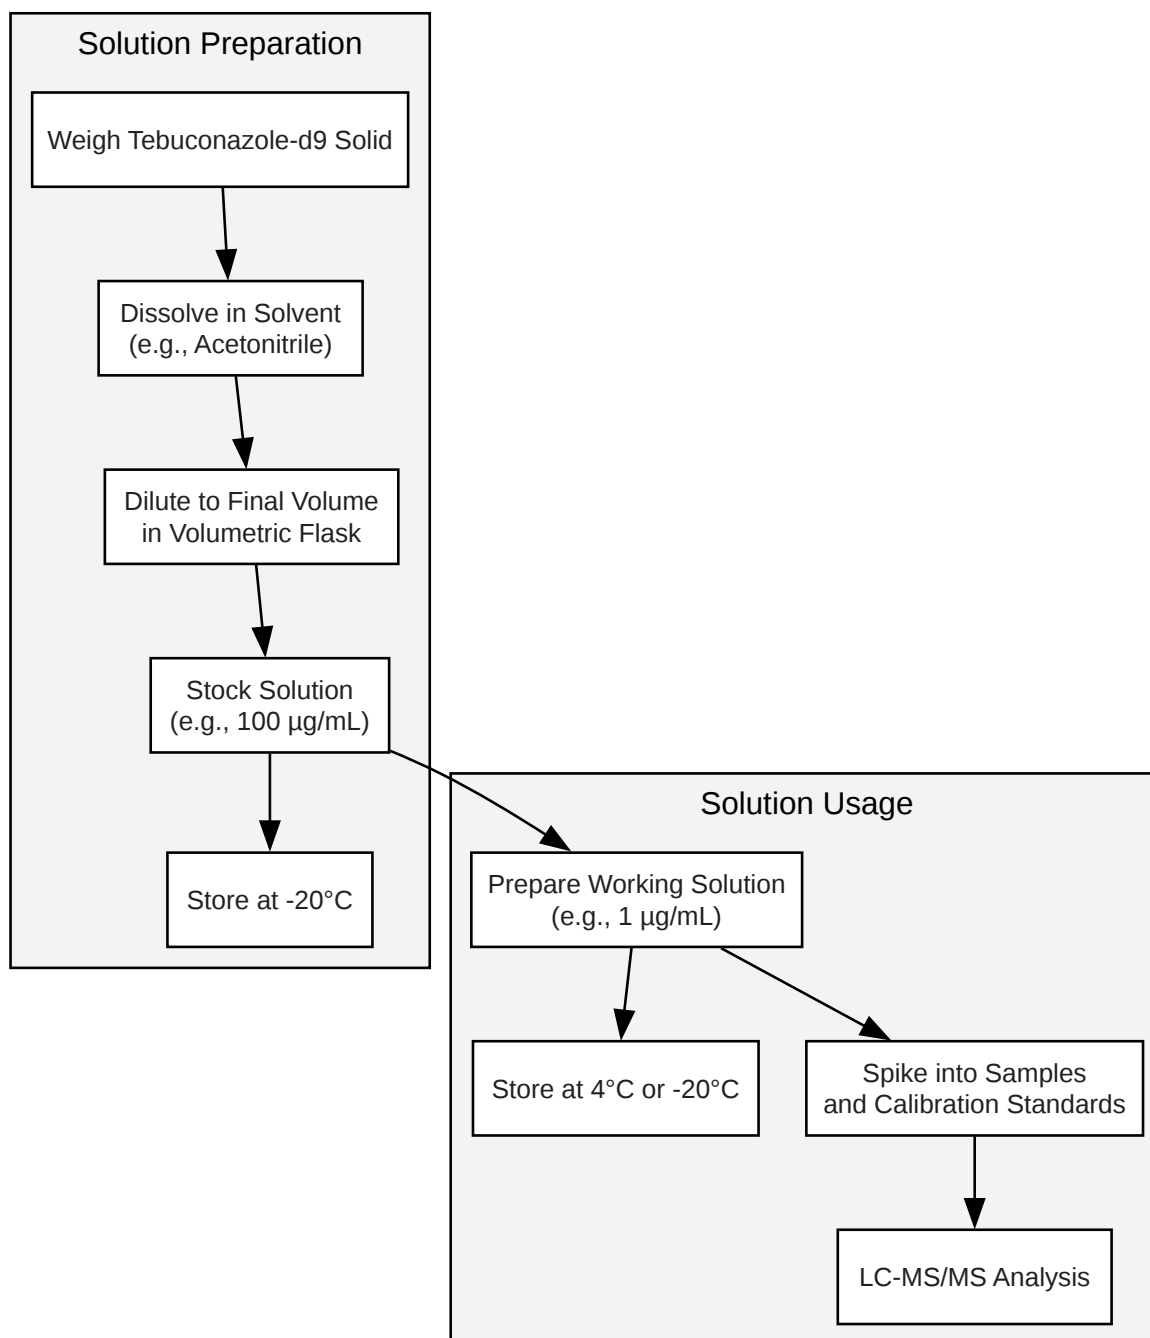 Solution Preparation
Weigh Tebuconazole-d9 Solid
Dissolve in Solvent
(e.g., Acetonitrile)
Dilute to Final Volume
in Volumetric Flask
Stock Solution
(e.g., 100 µg/mL)
Store at -20°C
Solution Usage
Prepare Working Solution
(e.g., 1 µg/mL)
Store at 4°C or -20°C
Spike into Samples
and Calibration Standards
LC-MS/MS Analysis